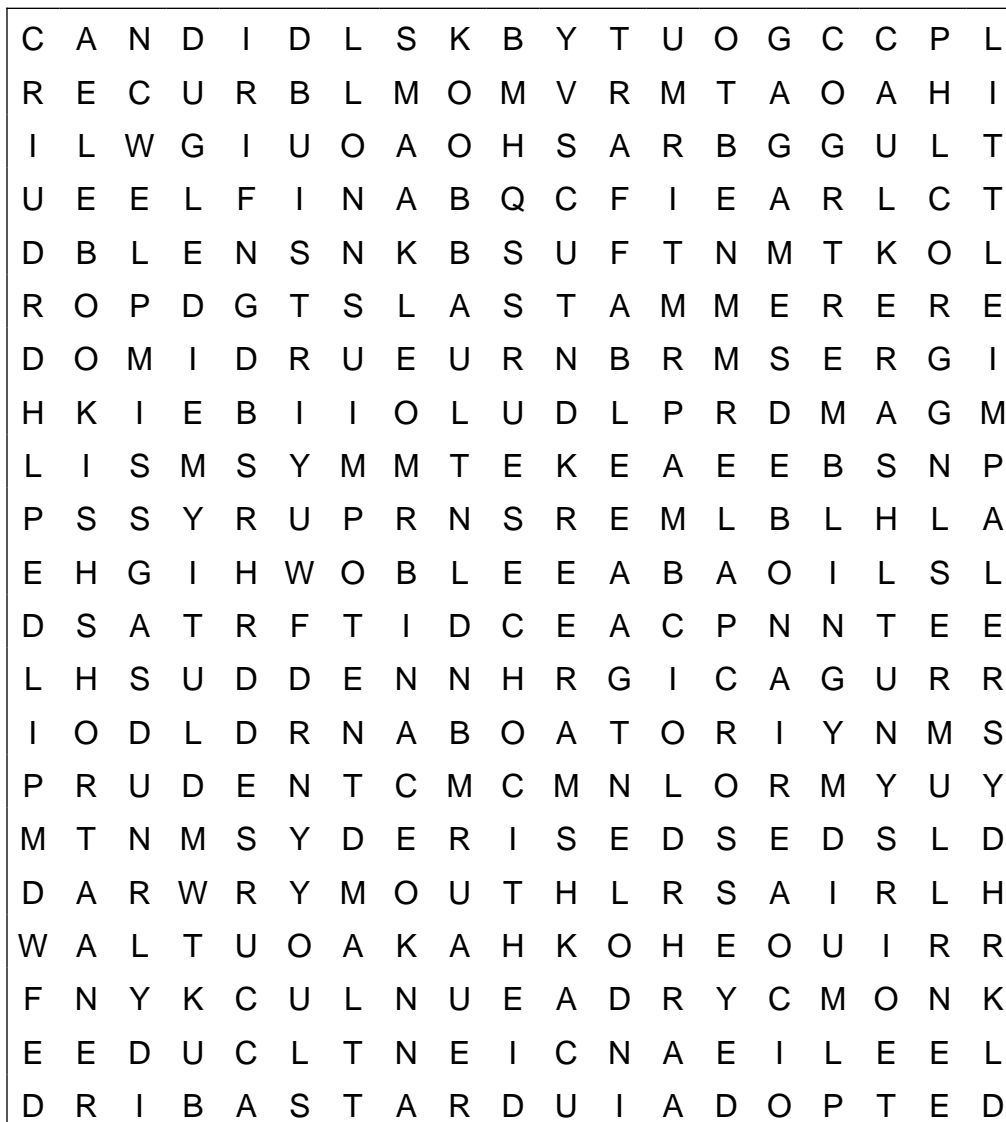 C A N D I D L S K B Y T U O G C C P L
R E C U R B L M O M V R M T A O A H I
I L W G I U O A O H S A R B G G U L T
U E E L F I N A B Q C F I E A R L C T
D B L E N S N K B S U F T N M T K O L
R O P D G T S L A S T A M M E R E R E
D O M I D R U E U R N B R M S E R G I
H K I E B I I O L U D L P R D M A G M
L I S M S Y M M T E K E A E E B S N P
P S S Y R U P R N S R E M L B L H L A
E H G I H W O B L E E A B A O I L S L
D S A T R F T I D C E A C P N N T E E
L H S U D D E N N H R G I C A G U R R
I O D L D R N A B O A T O R I Y N M S
P R U D E N T C M C M N L O R M Y U Y
M T N M S Y D E R I S E D S E D S L D
D A R W R Y M O U T H L R S A I R L H
W A L T U O A K A H K O H E O U I R R
F N Y K C U L N U E A D R Y C M O N K
E E D U C L T N E I C N A E I L E E L
D R I B A S T A R D U I A D O P T E D